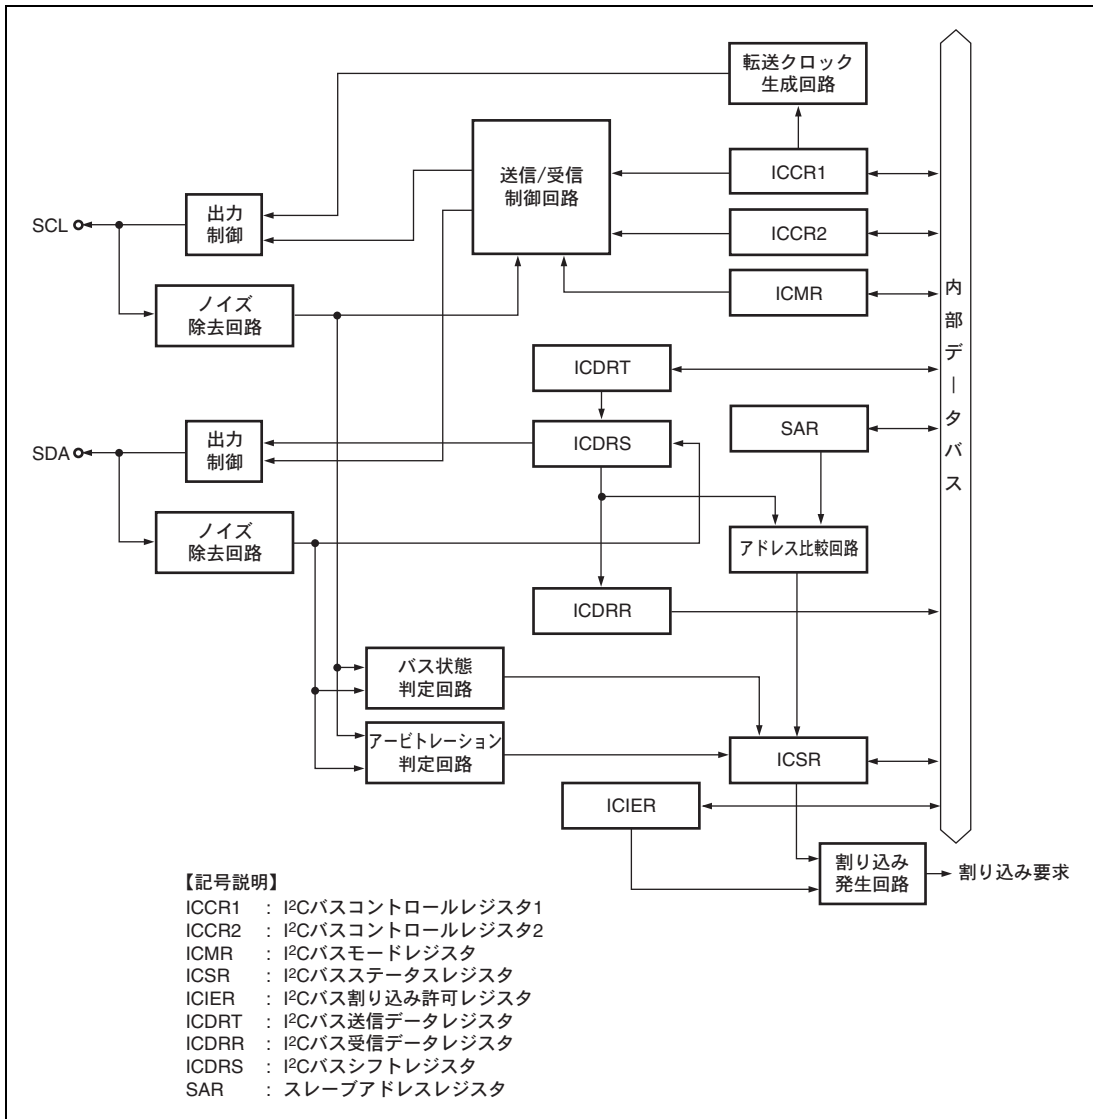 転送クロック
生成回路
送信/受信
制御回路
ICCR1
SCL
出力
制御
ICCR2
ICMR
ノイズ
除去回路
内部データバス
ICDRT
SDA
出力
制御
ICDRS
SAR
ノイズ
除去回路
アドレス比較回路
ICDRR
バス状態
判定回路
アービトレーション
判定回路
ICSR
ICIER
割り込み
発生回路
割り込み要求
【記号説明】
ICCR1 : I²Cバスコントロールレジスタ1
ICCR2 : I²Cバスコントロールレジスタ2
ICMR : I²Cバスモードレジスタ
ICSR : I²Cバスステータスレジスタ
ICIER : I²Cバス割り込み許可レジスタ
ICDRT : I²Cバス送信データレジスタ
ICDRR : I²Cバス受信データレジスタ
ICDRS : I²Cバスシフトレジスタ
SAR : スレーブアドレスレジスタ